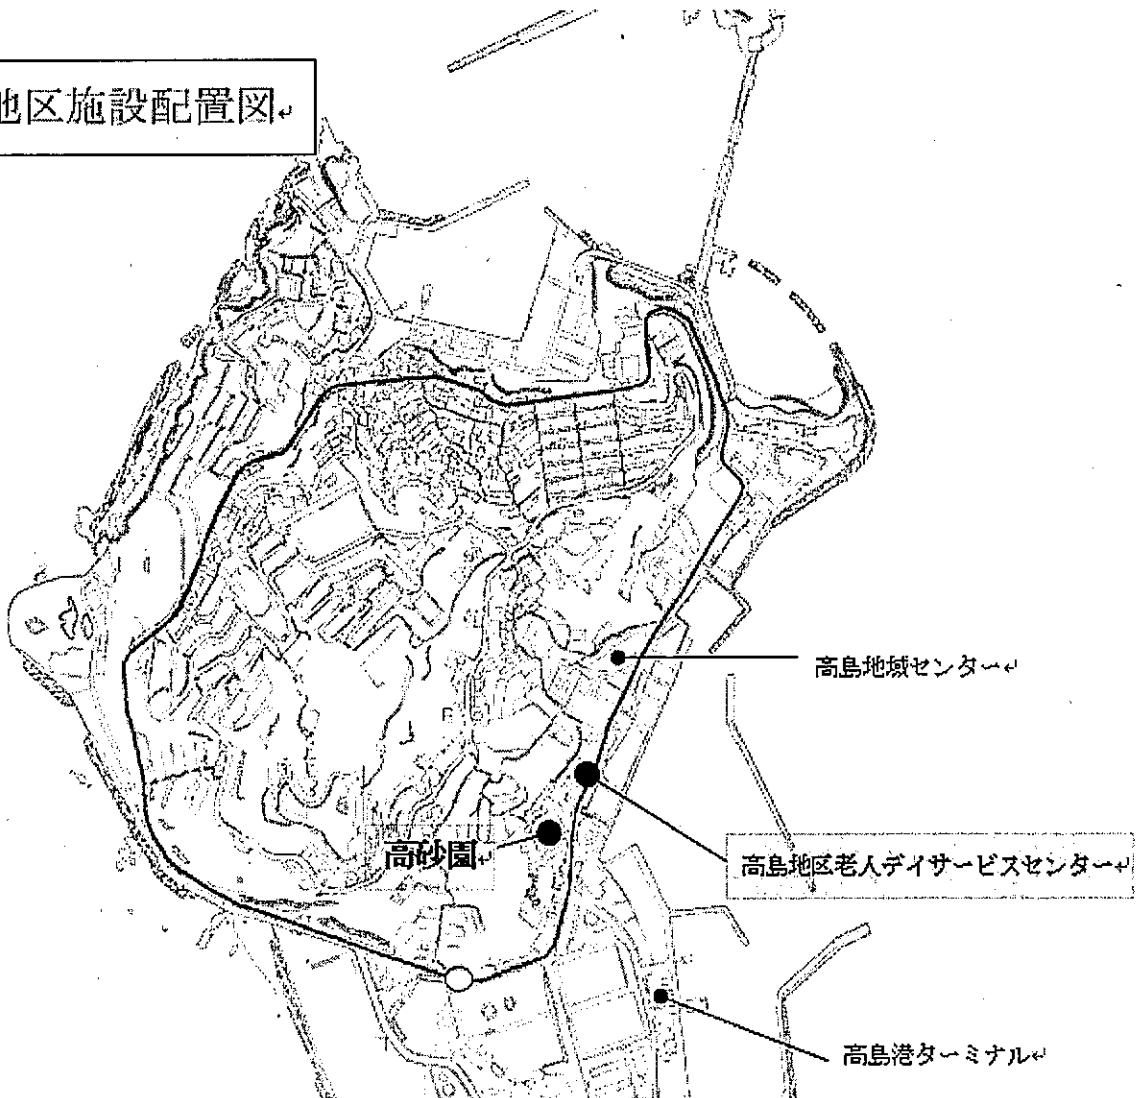 地区施設配置図
高島地域センター
高砂園
高島地区老人デイサービスセンター
高島港ターミナル